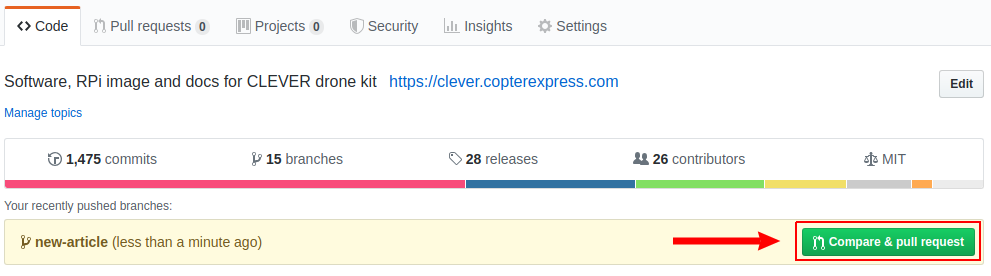 Code Pull requests 0 Projects 0 Security Insights Settings
Software, RPi image and docs for CLEVER drone kit https://clever.copterexpress.com Edit
Manage topics
1,475 commits 15 branches 28 releases 26 contributors MIT
Your recently pushed branches:
new-article (less than a minute ago) Compare & pull request